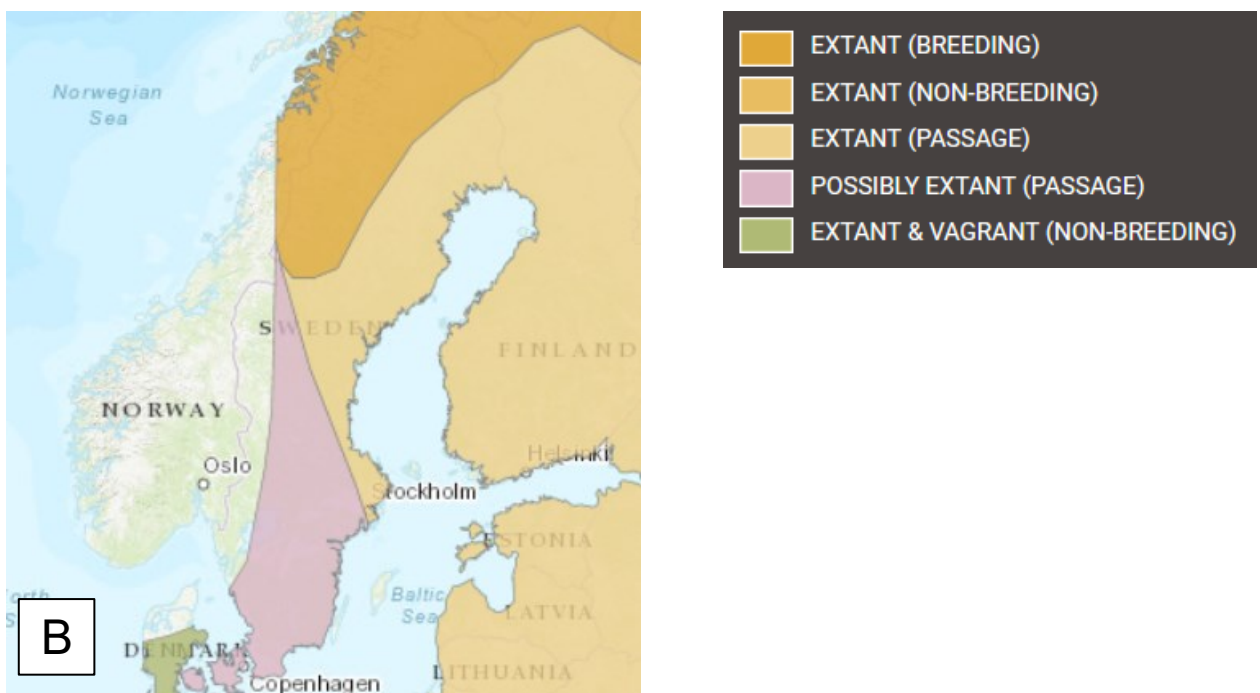 Norwegian
Sea
SWEDEN
FINLAND
NORWAY
Oslo
Helsinki
Stockholm
ESTONIA
Baltic
Sea
LATVIA
B
DENMARK
LITHUANIA
Copenhagen
EXTANT (BREEDING)
EXTANT (NON-BREEDING)
EXTANT (PASSAGE)
POSSIBLY EXTANT (PASSAGE)
EXTANT & VAGRANT (NON-BREEDING)